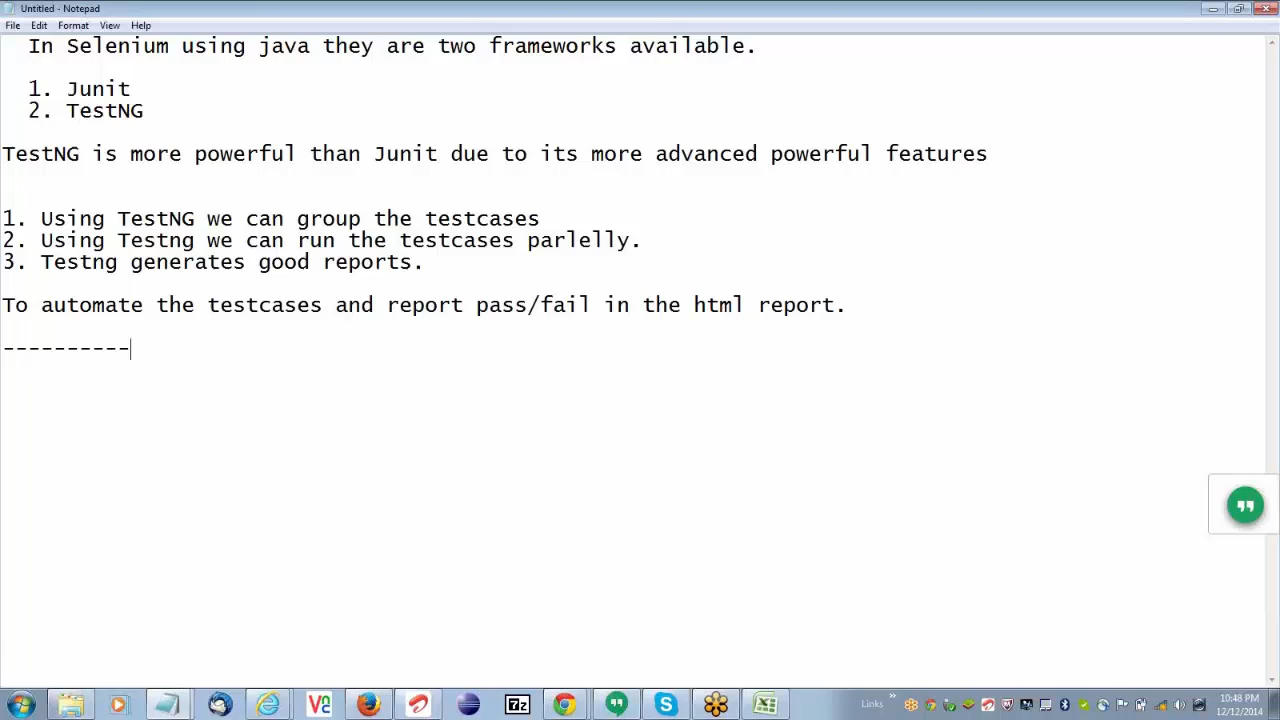 Untitled - Notepad
File Edit Format View Help
In Selenium using java they are two frameworks available.
1. Junit
2. TestNG
TestNG is more powerful than Junit due to its more advanced powerful features
1. Using TestNG we can group the testcases
2. Using Testng we can run the testcases parlelly.
3. Testng generates good reports.
To automate the testcases and report pass/fail in the html report.
----------
7z
Links
10:48 PM
12/12/2014